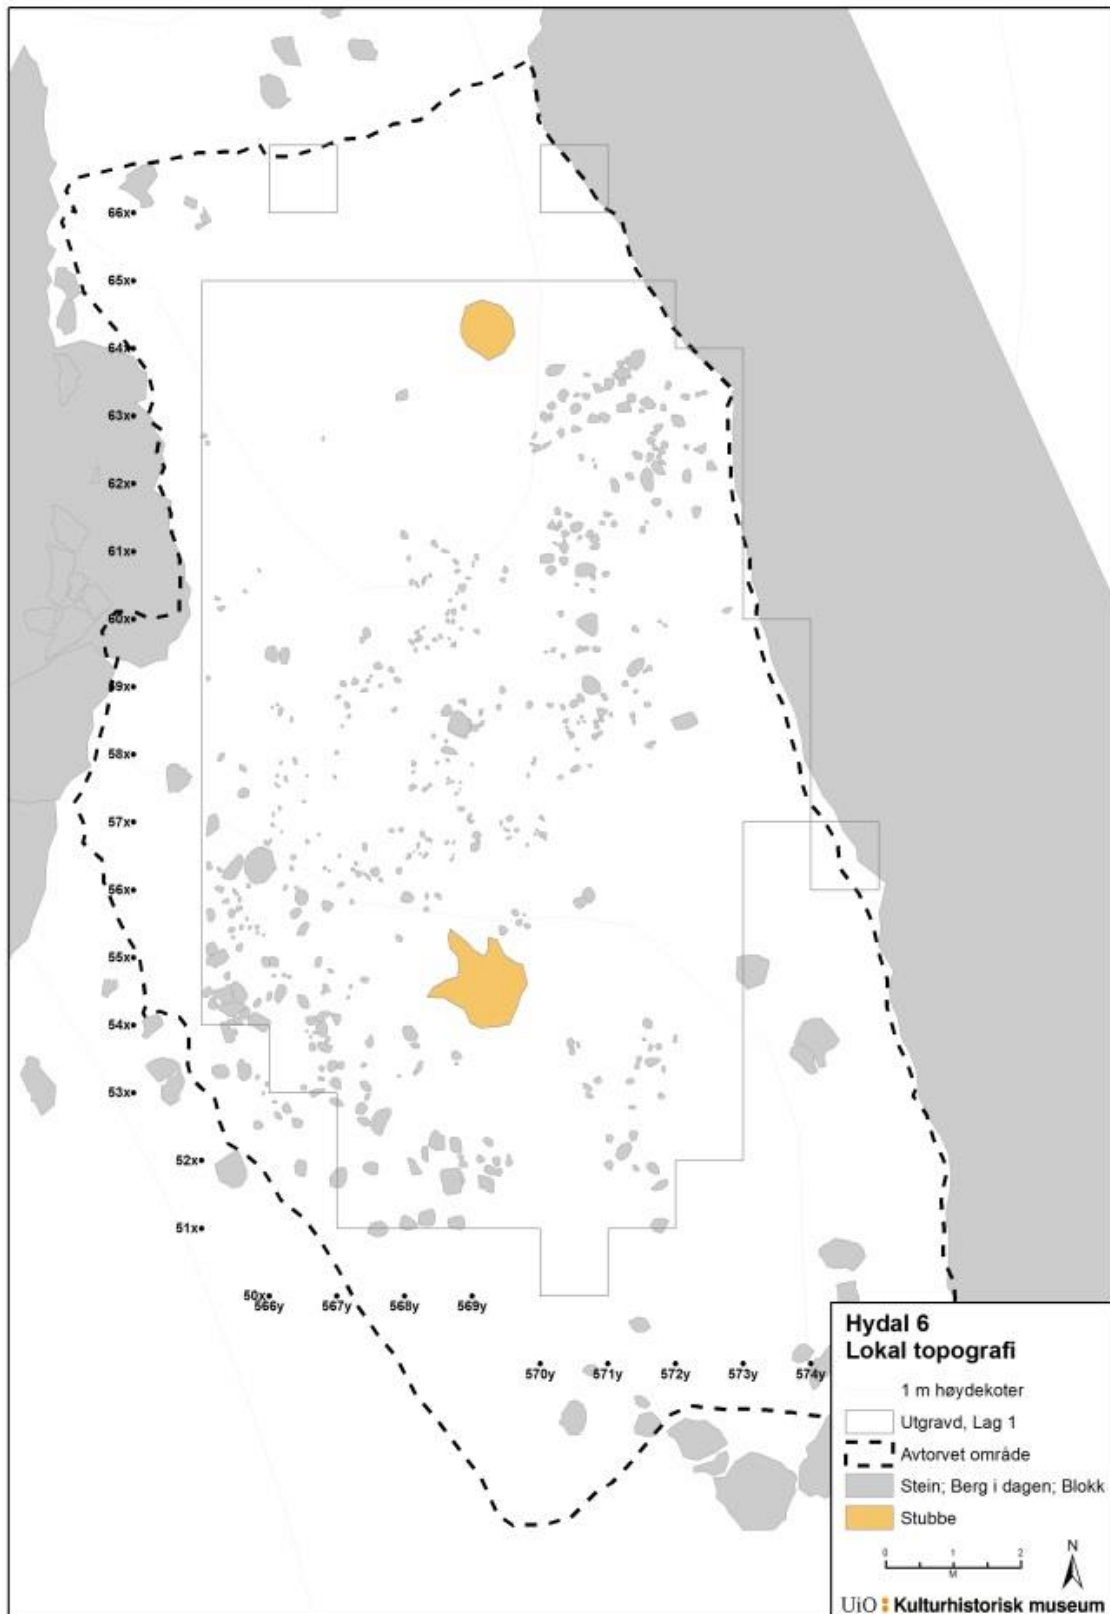 66x
65x
64x
63x
62x
61x
60x
59x
58x
57x
56x
55x
54x
53x
52x
51x
50x
566y 567y 568y 569y
570y 571y 572y 573y 574y
Hydal 6
Lokal topografi
1 m høydekoter
Utgravd, Lag 1
Avtorvet område
Stein; Berg i dagen; Blokk
Stubbe
0 1 2
M
N
UiO Kulturhistorisk museum